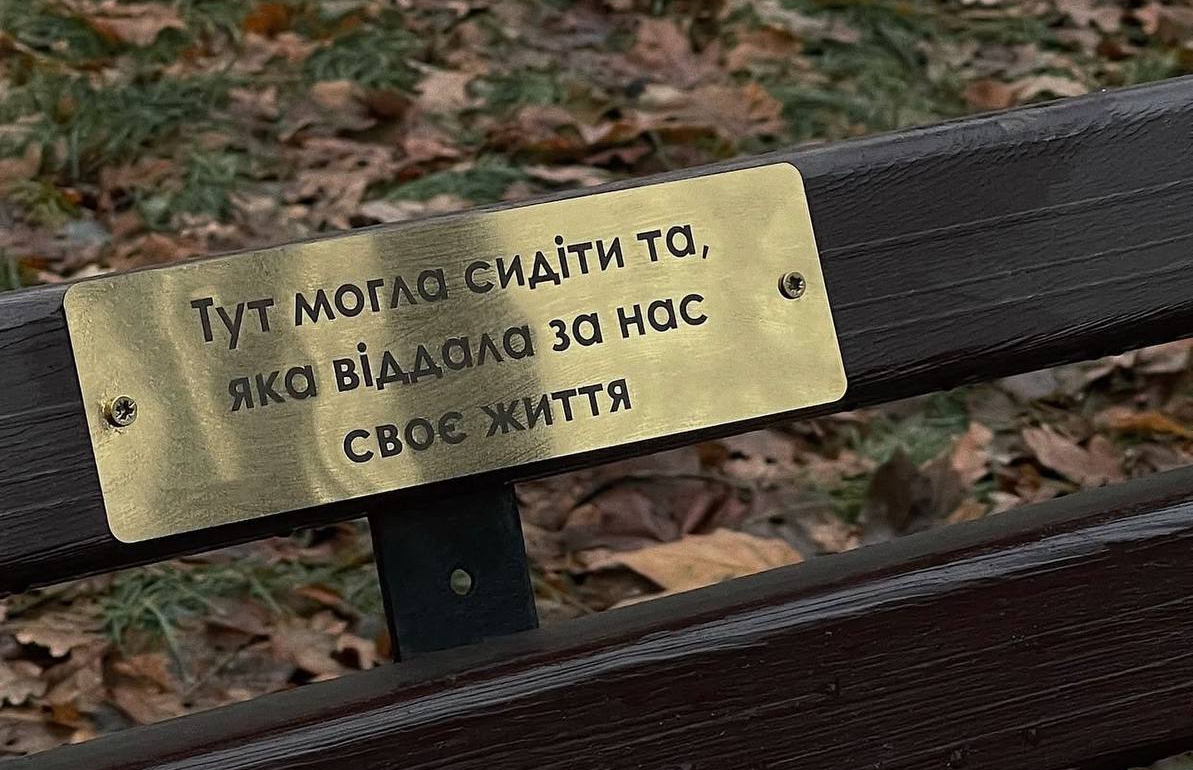 Тут могла сидіти та,
яка віддала за нас
своє життя